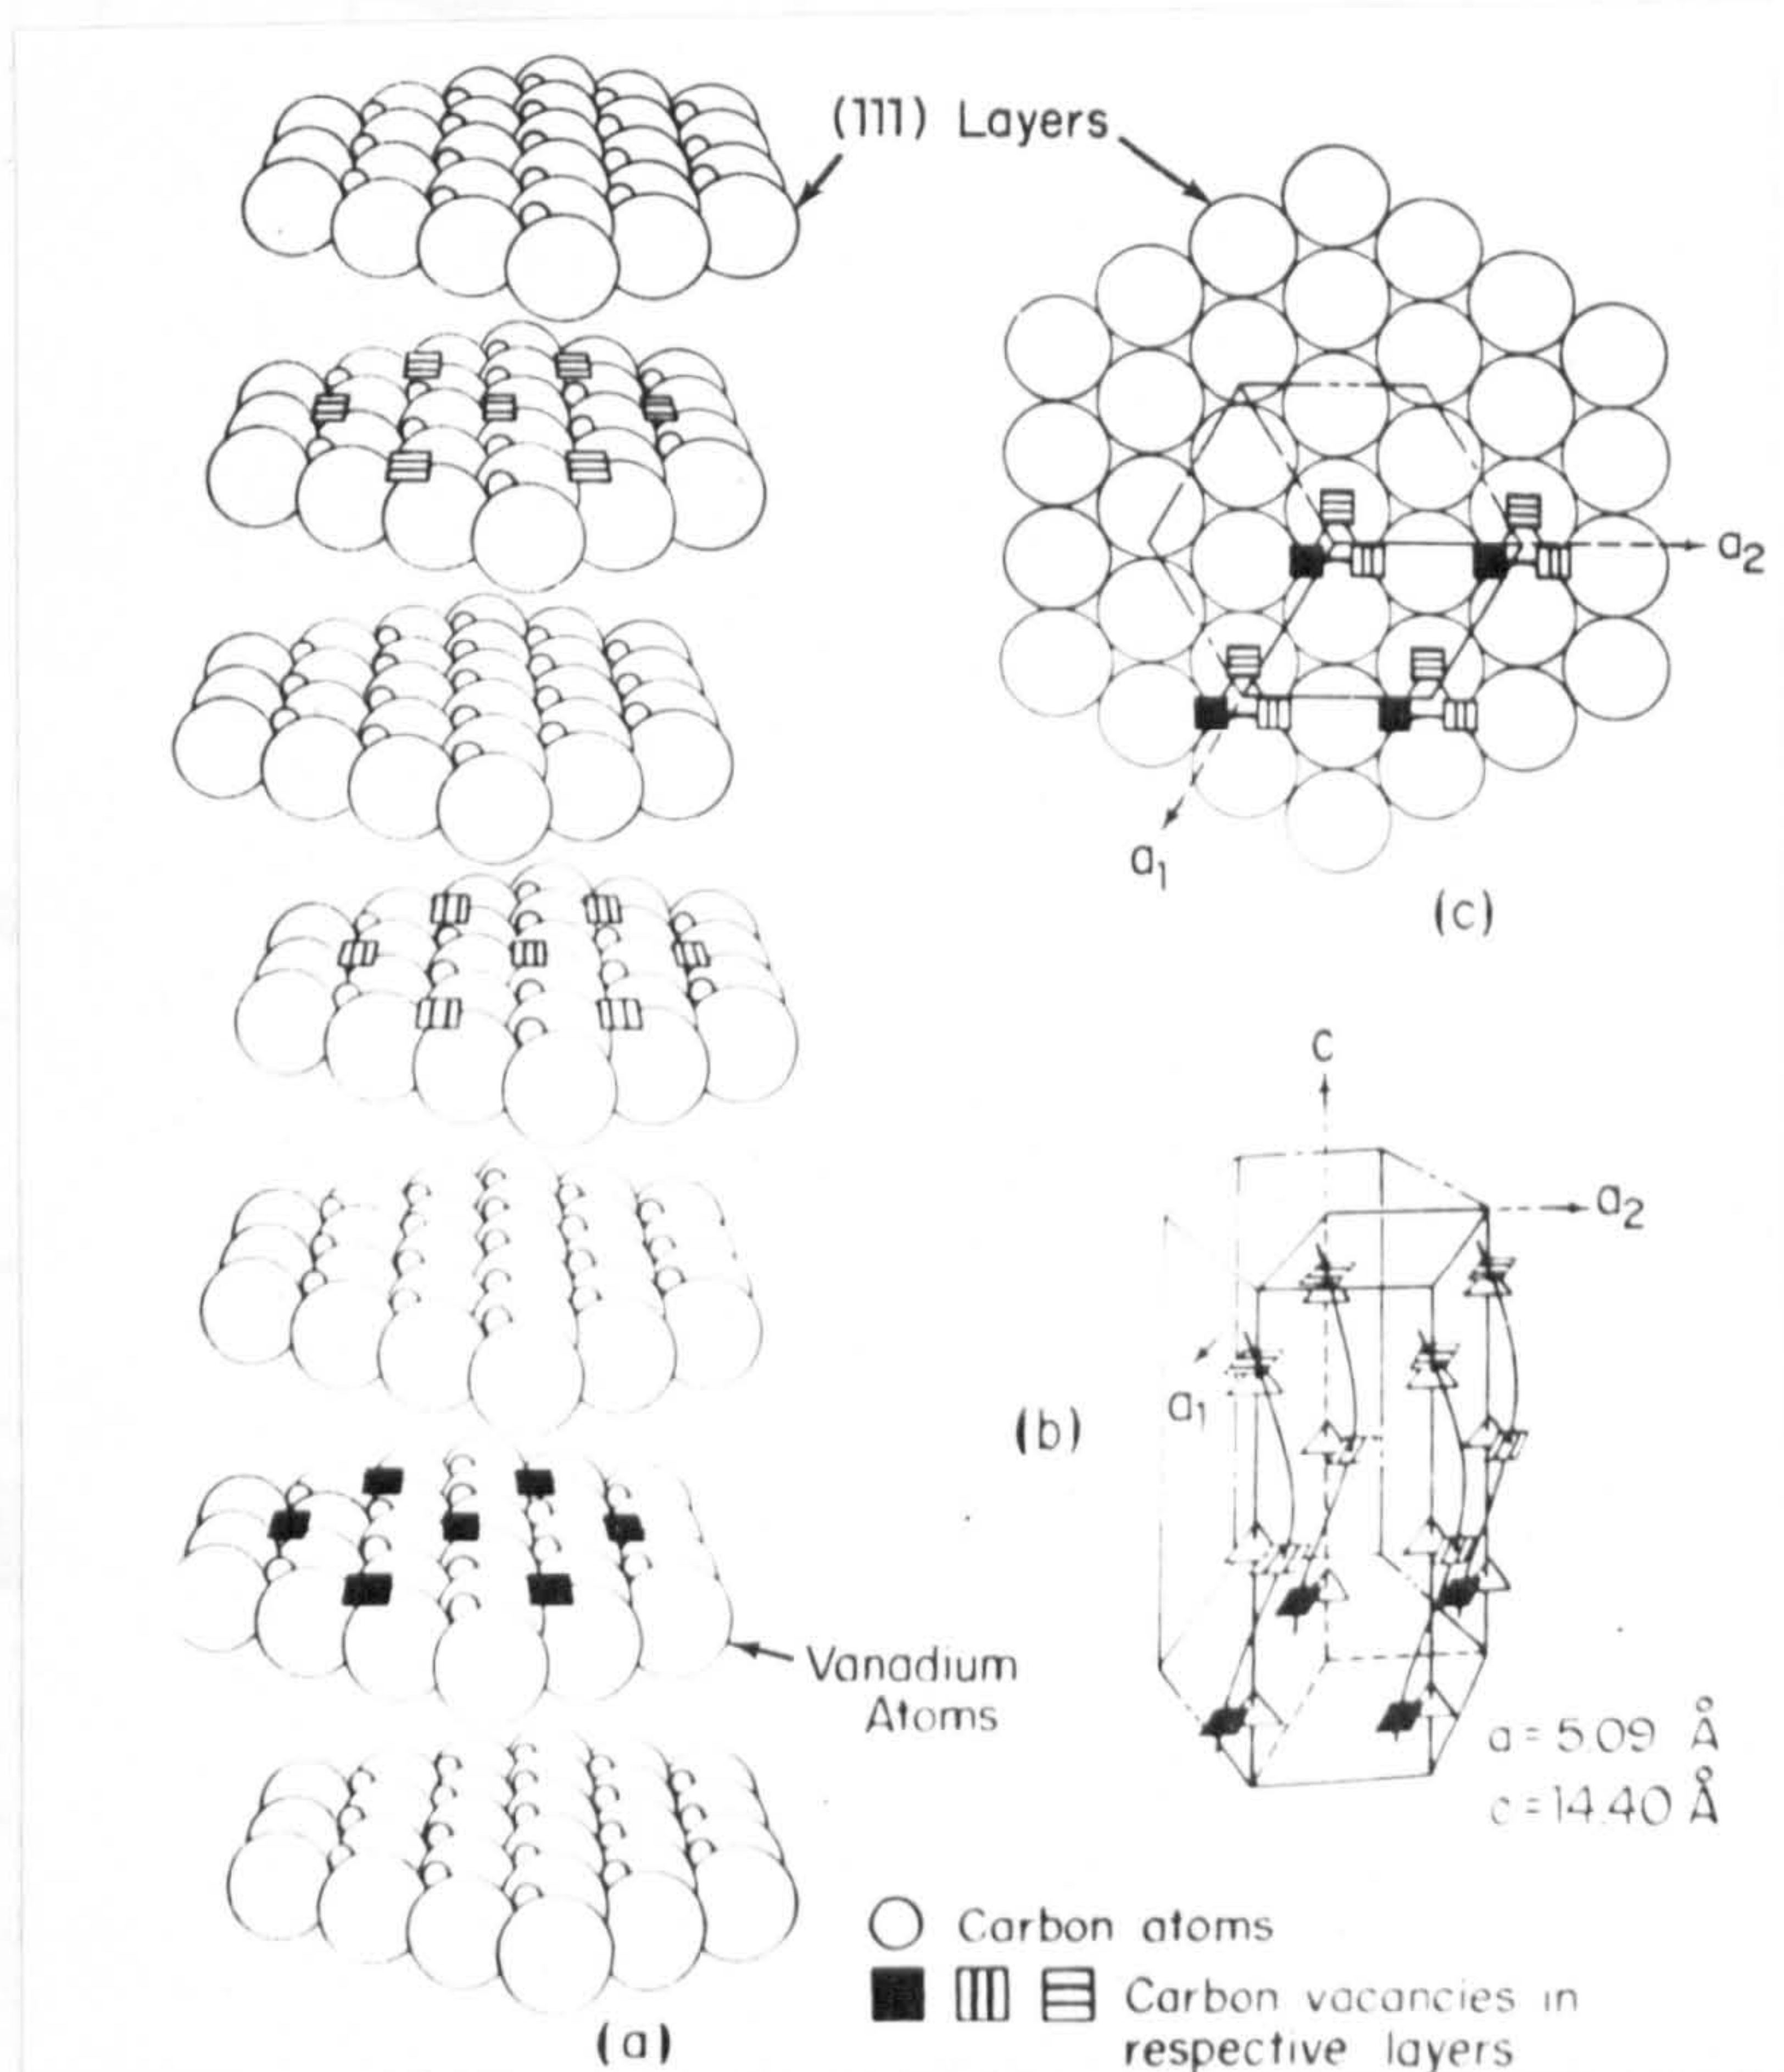 (111) Layers
a2
a1
(c)
c
a2
a1
(b)
Vanadium
Atoms
a = 5.09 Å
c = 14.40 Å
Carbon atoms
Carbon vacancies in
respective layers
(a)